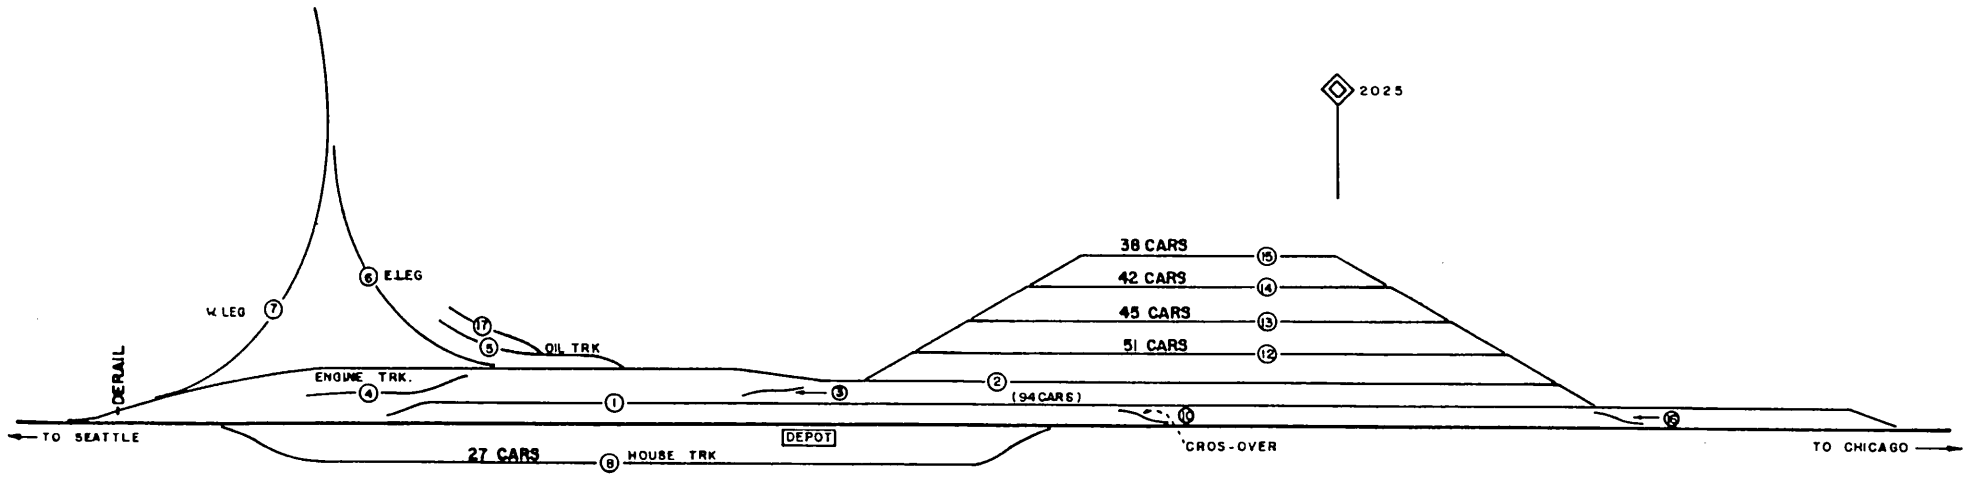 2025
38 CARS
15
42 CARS
14
6 E.LEG
7
W. LEG
45 CARS
13
17
5
OIL TRK
51 CARS
12
DERAIL
ENGINE TRK.
4
3
2
(94 CARS)
1
10
16
TO SEATTLE
DEPOT
CROS-OVER
TO CHICAGO
27 CARS
8 HOUSE TRK